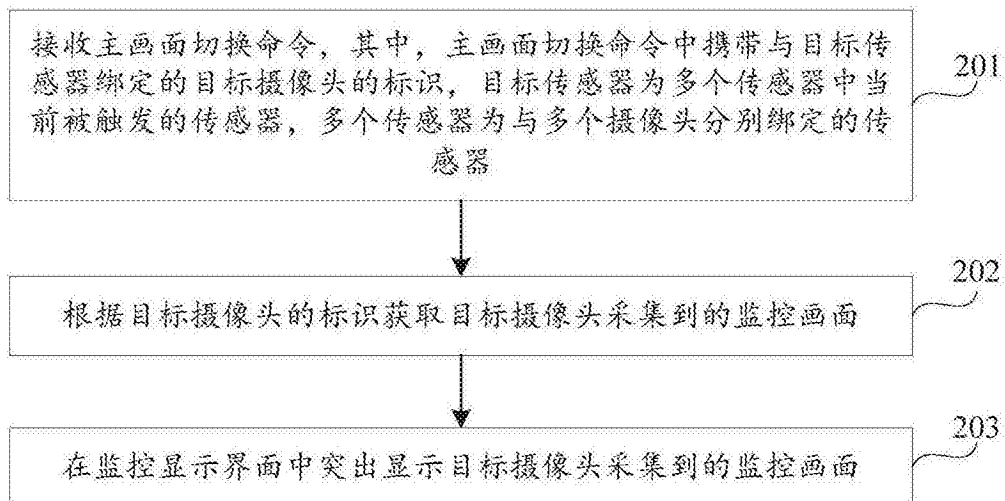 接收主画面切换命令，其中，主画面切换命令中携带与目标传
感器绑定的目标摄像头的标识，目标传感器为多个传感器中当
前被触发的传感器，多个传感器为与多个摄像头分别绑定的传
感器
201
202
根据目标摄像头的标识获取目标摄像头采集到的监控画面
203
在监控显示界面中突出显示目标摄像头采集到的监控画面